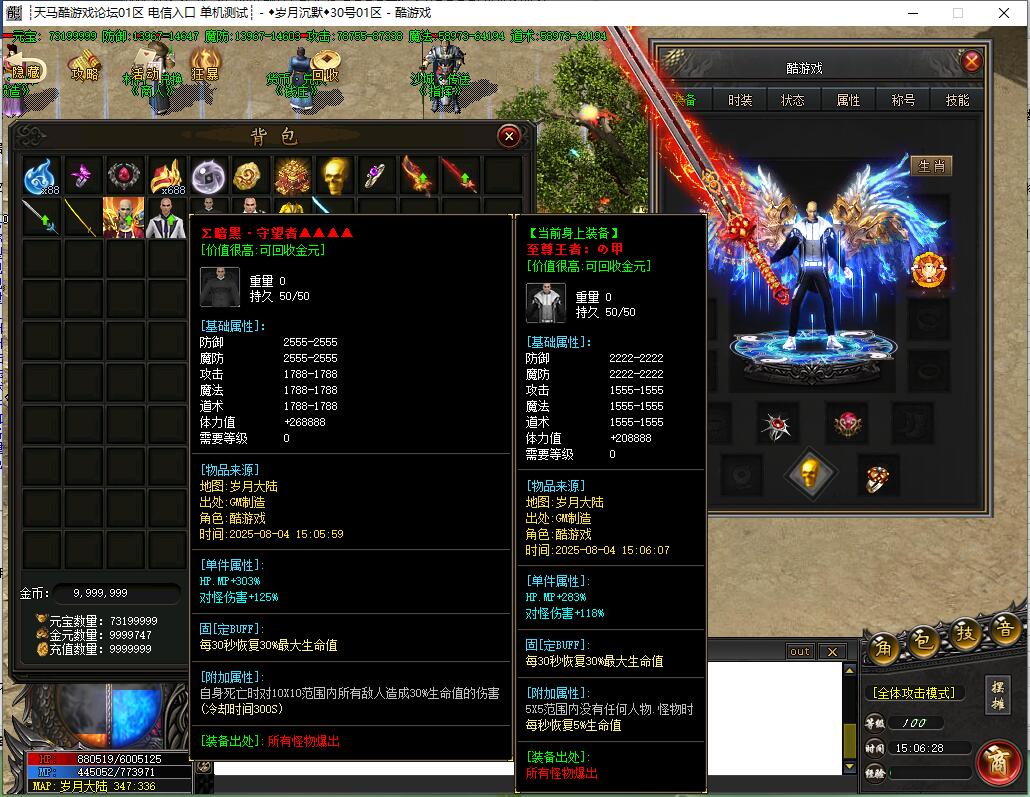 天马酷游戏论坛01区 电信入口 单机测试 - ♦岁月沉默♦30号01区 - 酷游戏
元宝: 73199999 防御:13967-14647 魔防:13967-14606 攻击:78755-87338 魔法:58973-64194 道术:58973-64194
隐藏
攻略
活动
狂暴
回收
《商人》
《钱庄》
沙城 传送
《指挥》
酷游戏
时装
状态
属性
称号
技能
生肖
背包
x88
x688
Σ暗黑-守望者▲▲▲▲
[价值很高:可回收金元]
重量 0
持久 50/50
[基础属性]:
防御 2555-2555
魔防 2555-2555
攻击 1788-1788
魔法 1788-1788
道术 1788-1788
体力值 +268888
需要等级 0
[物品来源]
地图:岁月大陆
出处:GM制造
角色:酷游戏
时间:2025-08-04 15:05:59
[单件属性]:
HP.MP+303%
对怪伤害+125%
固[定BUFF]:
每30秒恢复30%最大生命值
[附加属性]:
自身死亡时对10X10范围内所有敌人造成30%生命值的伤害
(冷却时间300S)
[装备出处]:所有怪物爆出
【当前身上装备】
至尊王者:の甲
[价值很高:可回收金元]
重量 0
持久 50/50
[基础属性]:
防御 2222-2222
魔防 2222-2222
攻击 1555-1555
魔法 1555-1555
道术 1555-1555
体力值 +208888
需要等级 0
[物品来源]
地图:岁月大陆
出处:GM制造
角色:酷游戏
时间:2025-08-04 15:06:07
[单件属性]:
HP.MP+283%
对怪伤害+118%
固[定BUFF]:
每30秒恢复30%最大生命值
[附加属性]:
5X5范围内没有任何人物.怪物时
每秒恢复5%生命值
[装备出处]:
所有怪物爆出
金币: 9,999,999
元宝数量: 73199999
金元数量: 9999747
充值数量: 9999999
HP: 880519/6005125
MP: 445052/773971
MAP: 岁月大陆 347:336
out X
角 包 技 音
[全体攻击模式]
摆摊
等级 100
时间 15:06:28
经验
商